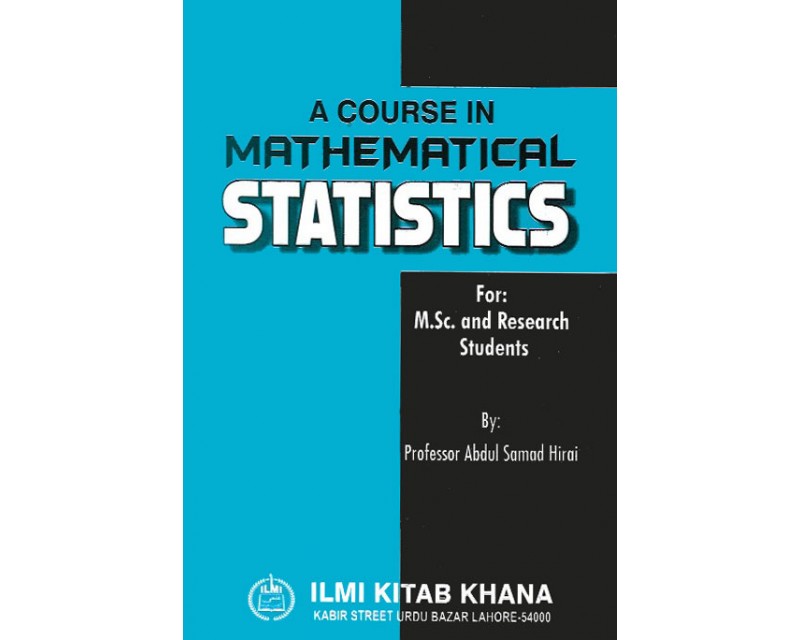 A COURSE IN
MATHEMATICAL
STATISTICS
For:
M.Sc. and Research
Students
By:
Professor Abdul Samad Hirai
ILMI
ILMI KITAB KHANA
KABIR STREET URDU BAZAR LAHORE-54000